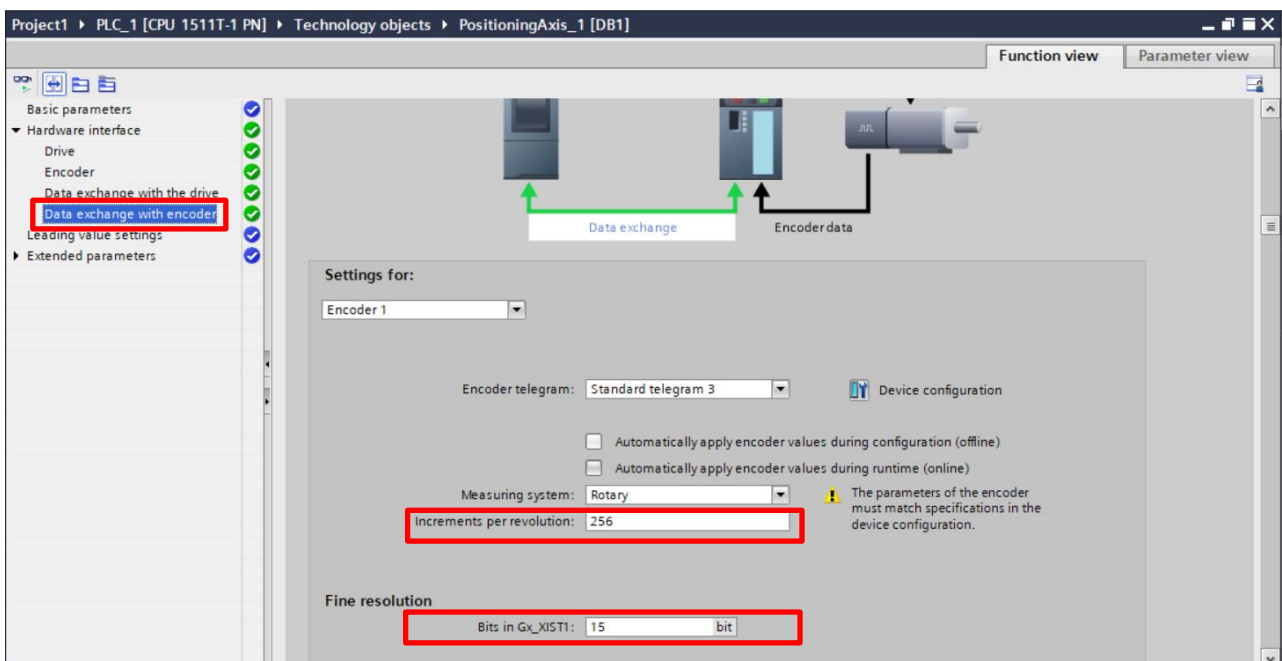 Project1 ▸ PLC_1 [CPU 1511T-1 PN] ▸ Technology objects ▸ PositioningAxis_1 [DB1]
Function view
Parameter view
Basic parameters
Hardware interface
Drive
Encoder
Data exchange with the drive
Data exchange with encoder
Leading value settings
Extended parameters
Data exchange
Encoder data
Settings for:
Encoder 1
Encoder telegram: Standard telegram 3
Device configuration
Automatically apply encoder values during configuration (offline)
Automatically apply encoder values during runtime (online)
Measuring system: Rotary
The parameters of the encoder
must match specifications in the
device configuration.
Increments per revolution: 256
Fine resolution
Bits in Gx_XIST1: 15 bit